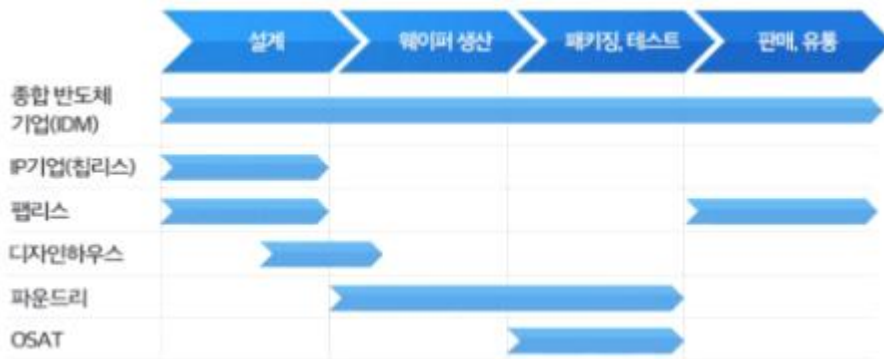 설계 웨이퍼 생산 패키징, 테스트 판매, 유통
종합 반도체
기업(IDM)
IP기업(칩리스)
팹리스
디자인하우스
파운드리
OSAT